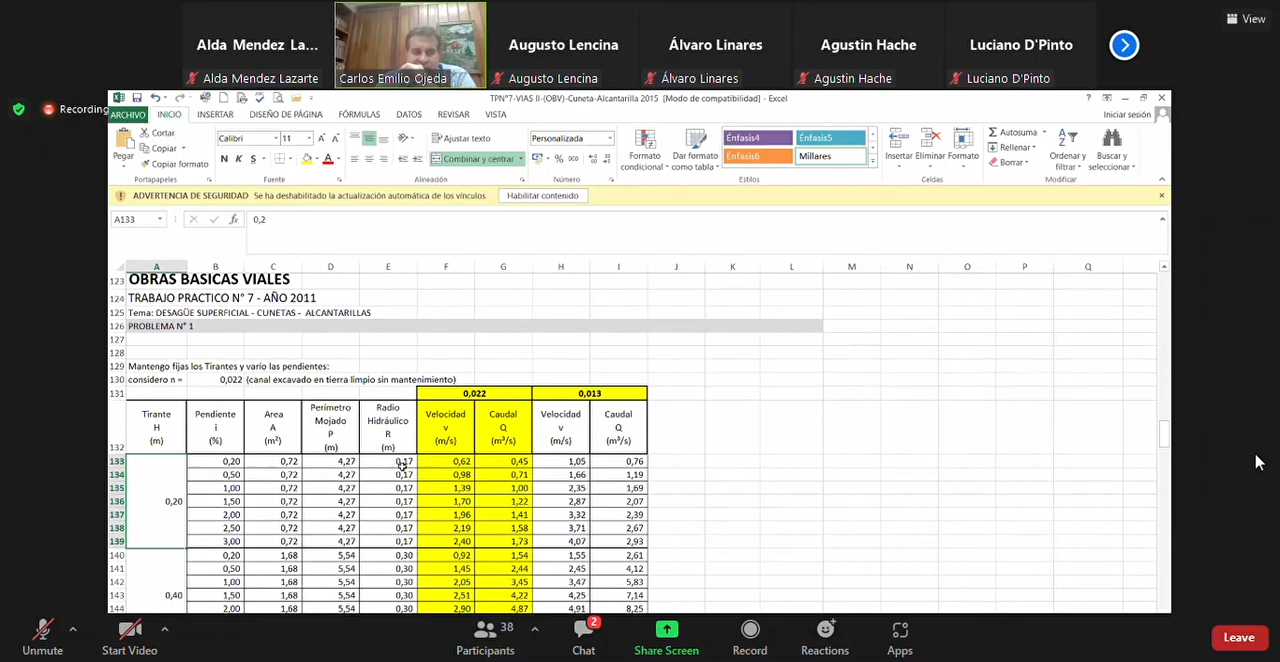 View
Alda Mendez La...
Augusto Lencina
Álvaro Linares
Agustin Hache
Luciano D'Pinto
Alda Mendez Lazarte
Carlos Emilio Ojeda
Augusto Lencina
Álvaro Linares
Agustin Hache
Luciano D'Pinto
Recording
TPN°7-VIAS II-(OBV)-Cuneta-Alcantarilla 2015 [Modo de compatibilidad] - Excel
ARCHIVO INICIO INSERTAR DISEÑO DE PÁGINA FÓRMULAS DATOS REVISAR VISTA Iniciar sesión
Cortar
Copiar
Copiar formato
Pegar
Portapapeles
Calibri 11
N K S
Fuente
Ajustar texto
Combinar y centrar
Alineación
Personalizada
% 000
Número
Formato condicional
Dar formato como tabla
Énfasis4 Énfasis5
Énfasis6 Millares
Estilos
Insertar Eliminar Formato
Celdas
Autosuma
Rellenar
Borrar
Ordenar y filtrar
Buscar y seleccionar
Modificar
ADVERTENCIA DE SEGURIDAD Se ha deshabilitado la actualización automática de los vínculos Habilitar contenido
A133 fx 0,2
A B C D E F G H I J K L M N O P Q
123 OBRAS BASICAS VIALES
124 TRABAJO PRACTICO N° 7 - AÑO 2011
125 Tema: DESAGÜE SUPERFICIAL - CUNETAS - ALCANTARILLAS
126 PROBLEMA N° 1
127
128
129 Mantengo fijas los Tirantes y varío las pendientes:
130 considero n = 0,022 (canal excavado en tierra limpio sin mantenimiento)
131 0,022 0,013
Tirante Pendiente Area Perímetro Radio Velocidad Caudal Velocidad Caudal
H i A Mojado Hidráulico v Q v Q
(m) (%) (m²) P R (m/s) (m³/s) (m/s) (m³/s)
132 (m) (m)
133 0,20 0,72 4,27 0,17 0,62 0,45 1,05 0,76
134 0,50 0,72 4,27 0,17 0,98 0,71 1,66 1,19
135 1,00 0,72 4,27 0,17 1,39 1,00 2,35 1,69
136 0,20 1,50 0,72 4,27 0,17 1,70 1,22 2,87 2,07
137 2,00 0,72 4,27 0,17 1,96 1,41 3,32 2,39
138 2,50 0,72 4,27 0,17 2,19 1,58 3,71 2,67
139 3,00 0,72 4,27 0,17 2,40 1,73 4,07 2,93
140 0,20 1,68 5,54 0,30 0,92 1,54 1,55 2,61
141 0,50 1,68 5,54 0,30 1,45 2,44 2,45 4,12
142 1,00 1,68 5,54 0,30 2,05 3,45 3,47 5,83
143 0,40 1,50 1,68 5,54 0,30 2,51 4,22 4,25 7,14
144 2,00 1,68 5,54 0,30 2,90 4,87 4,91 8,25
Unmute
Start Video
38
Participants
2
Chat
Share Screen
Record
Reactions
Apps
Leave